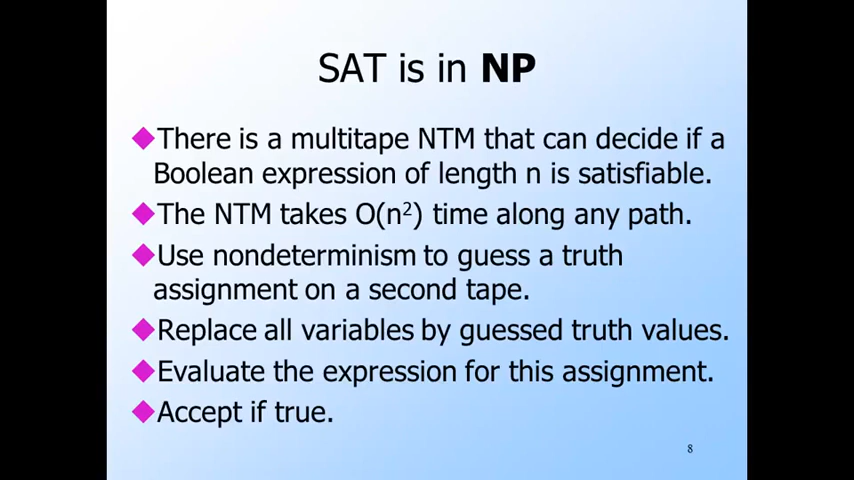 SAT is in NP
There is a multitape NTM that can decide if a
Boolean expression of length n is satisfiable.
The NTM takes O(n²) time along any path.
Use nondeterminism to guess a truth
assignment on a second tape.
Replace all variables by guessed truth values.
Evaluate the expression for this assignment.
Accept if true.
8